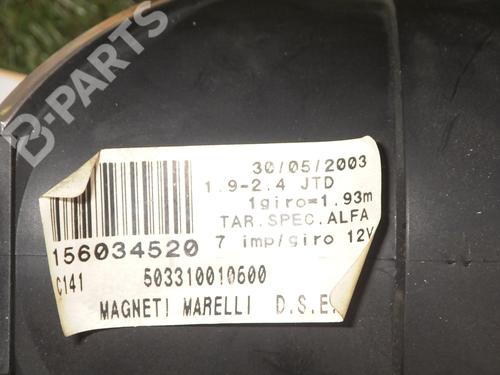 B-PARTS
30/05/2003
1.9-2.4 JTD
1giro=1.93m
TAR.SPEC.ALFA
156034520 7 imp/giro 12V
C141 503310010600
MAGNETI MARELLI D.S.E.